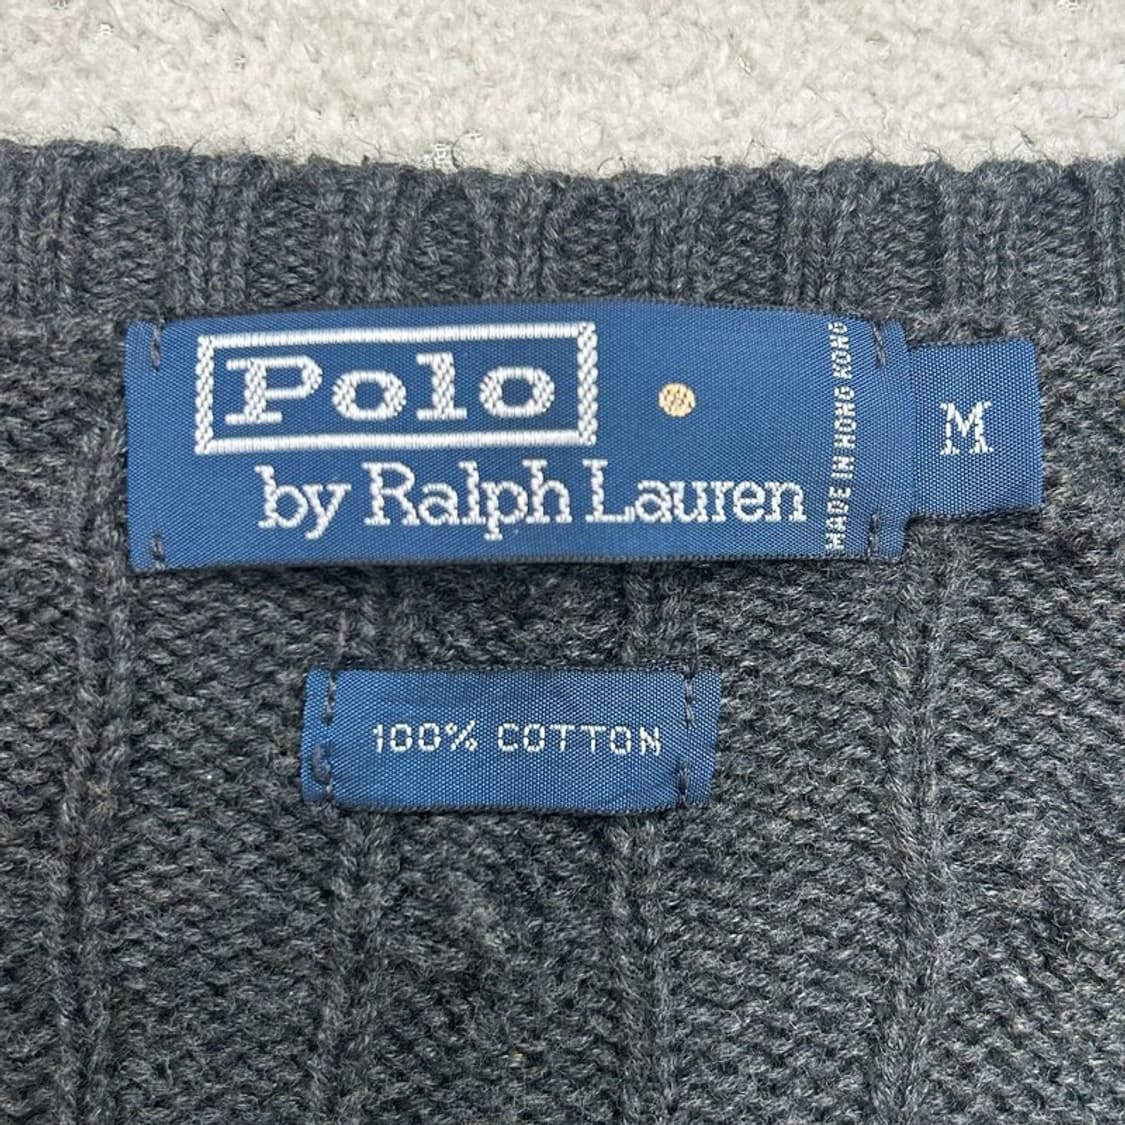 Polo
by Ralph Lauren
MADE IN HONG KONG
M
100% COTTON